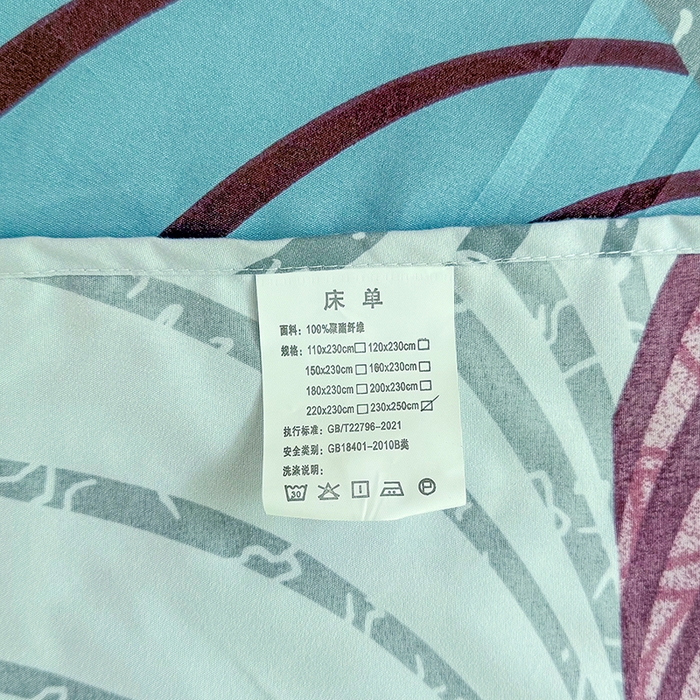 床单
面料：100%聚酯纤维
规格：110x230cm□ 120x230cm□
150x230cm□ 160x230cm□
180x230cm□ 200x230cm□
220x230cm□ 230x250cm☑
执行标准：GB/T22796-2021
安全类别：GB18401-2010B类
洗涤说明：
30 P